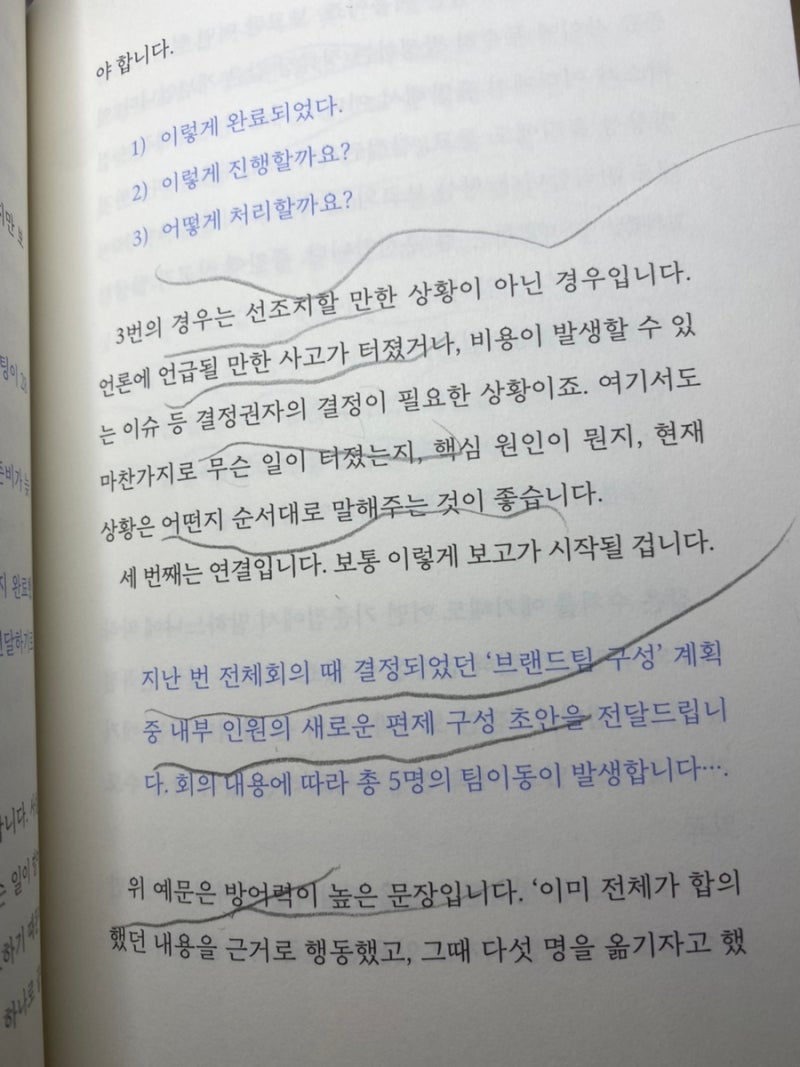 야 합니다.
1) 이렇게 완료되었다.
2) 이렇게 진행할까요?
3) 어떻게 처리할까요?
3번의 경우는 선조치할 만한 상황이 아닌 경우입니다.
언론에 언급될 만한 사고가 터졌거나, 비용이 발생할 수 있
는 이슈 등 결정권자의 결정이 필요한 상황이죠. 여기서도
마찬가지로 무슨 일이 터졌는지, 핵심 원인이 뭔지, 현재
상황은 어떤지 순서대로 말해주는 것이 좋습니다.
세 번째는 연결입니다. 보통 이렇게 보고가 시작될 겁니다.
지난 번 전체회의 때 결정되었던 ‘브랜드팀 구성’ 계획
중 내부 인원의 새로운 편제 구성 초안을 전달드립니
다. 회의 내용에 따라 총 5명의 팀이동이 발생합니다….
위 예문은 방어력이 높은 문장입니다. ‘이미 전체가 합의
했던 내용을 근거로 행동했고, 그때 다섯 명을 옮기자고 했